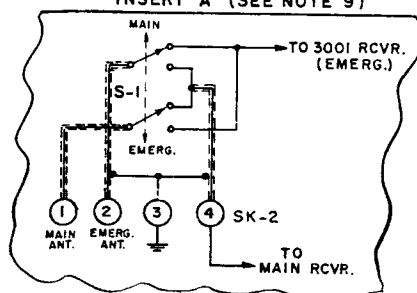 INSERT A (SEE NOTE 9)
MAIN
TO 3001 RCVR.
(EMERG.)
S-1
EMERG.
1 2 3 4 SK-2
MAIN
ANT.
EMERG.
ANT.
TO
MAIN RCVR.